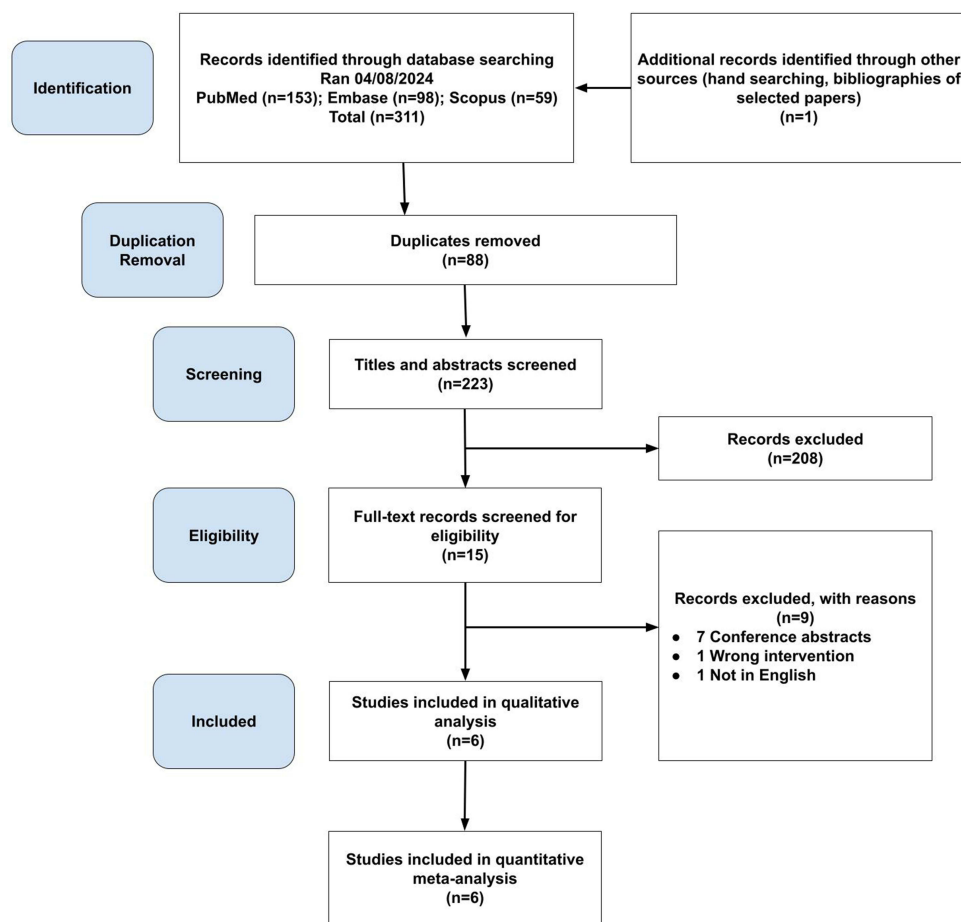 Identification
Records identified through database searching
Ran 04/08/2024
PubMed (n=153); Embase (n=98); Scopus (n=59)
Total (n=311)
Additional records identified through other
sources (hand searching, bibliographies of
selected papers)
(n=1)
Duplication
Removal
Duplicates removed
(n=88)
Screening
Titles and abstracts screened
(n=223)
Records excluded
(n=208)
Eligibility
Full-text records screened for
eligibility
(n=15)
Records excluded, with reasons
(n=9)
● 7 Conference abstracts
● 1 Wrong intervention
● 1 Not in English
Included
Studies included in qualitative
analysis
(n=6)
Studies included in quantitative
meta-analysis
(n=6)